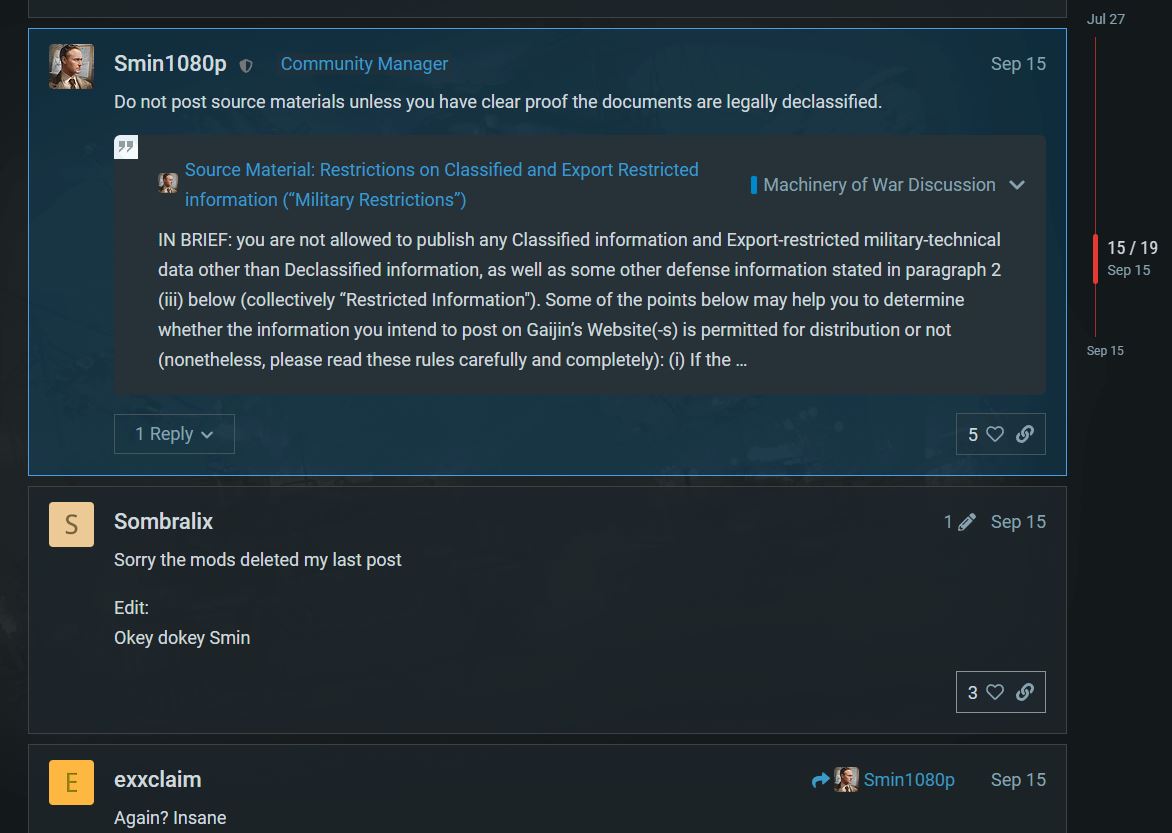 Jul 27
Smin1080p Community Manager Sep 15
Do not post source materials unless you have clear proof the documents are legally declassified.
Source Material: Restrictions on Classified and Export Restricted
information (“Military Restrictions”)
Machinery of War Discussion
IN BRIEF: you are not allowed to publish any Classified information and Export-restricted military-technical
data other than Declassified information, as well as some other defense information stated in paragraph 2
(iii) below (collectively “Restricted Information"). Some of the points below may help you to determine
whether the information you intend to post on Gaijin’s Website(-s) is permitted for distribution or not
(nonetheless, please read these rules carefully and completely): (i) If the …
15 / 19
Sep 15
Sep 15
1 Reply
5
S
Sombralix 1 Sep 15
Sorry the mods deleted my last post
Edit:
Okey dokey Smin
3
E
exxclaim Smin1080p Sep 15
Again? Insane